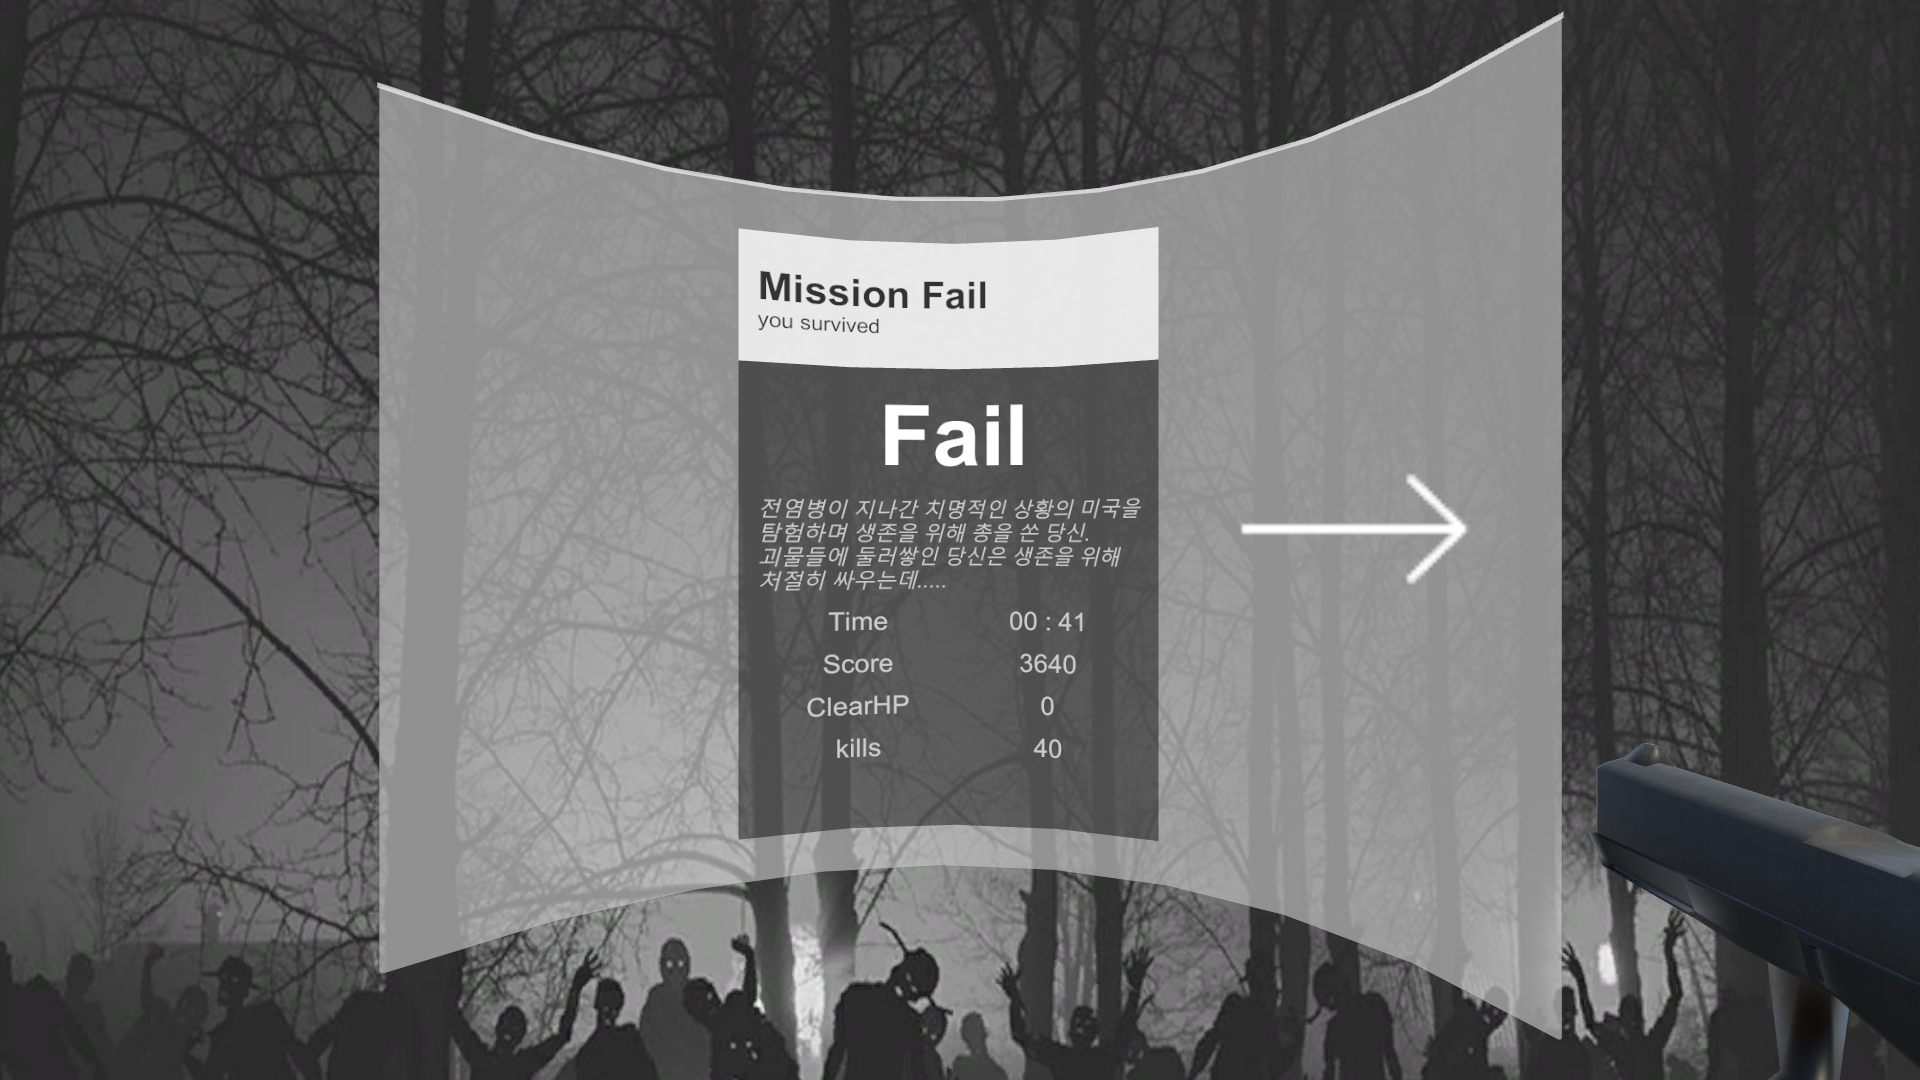 Mission Fail
you survived
Fail
전염병이 지나간 치명적인 상황의 미국을
탐험하며 생존을 위해 총을 쏜 당신.
괴물들에 둘러쌓인 당신은 생존을 위해
처절히 싸우는데.....
Time 00 : 41
Score 3640
ClearHP 0
kills 40